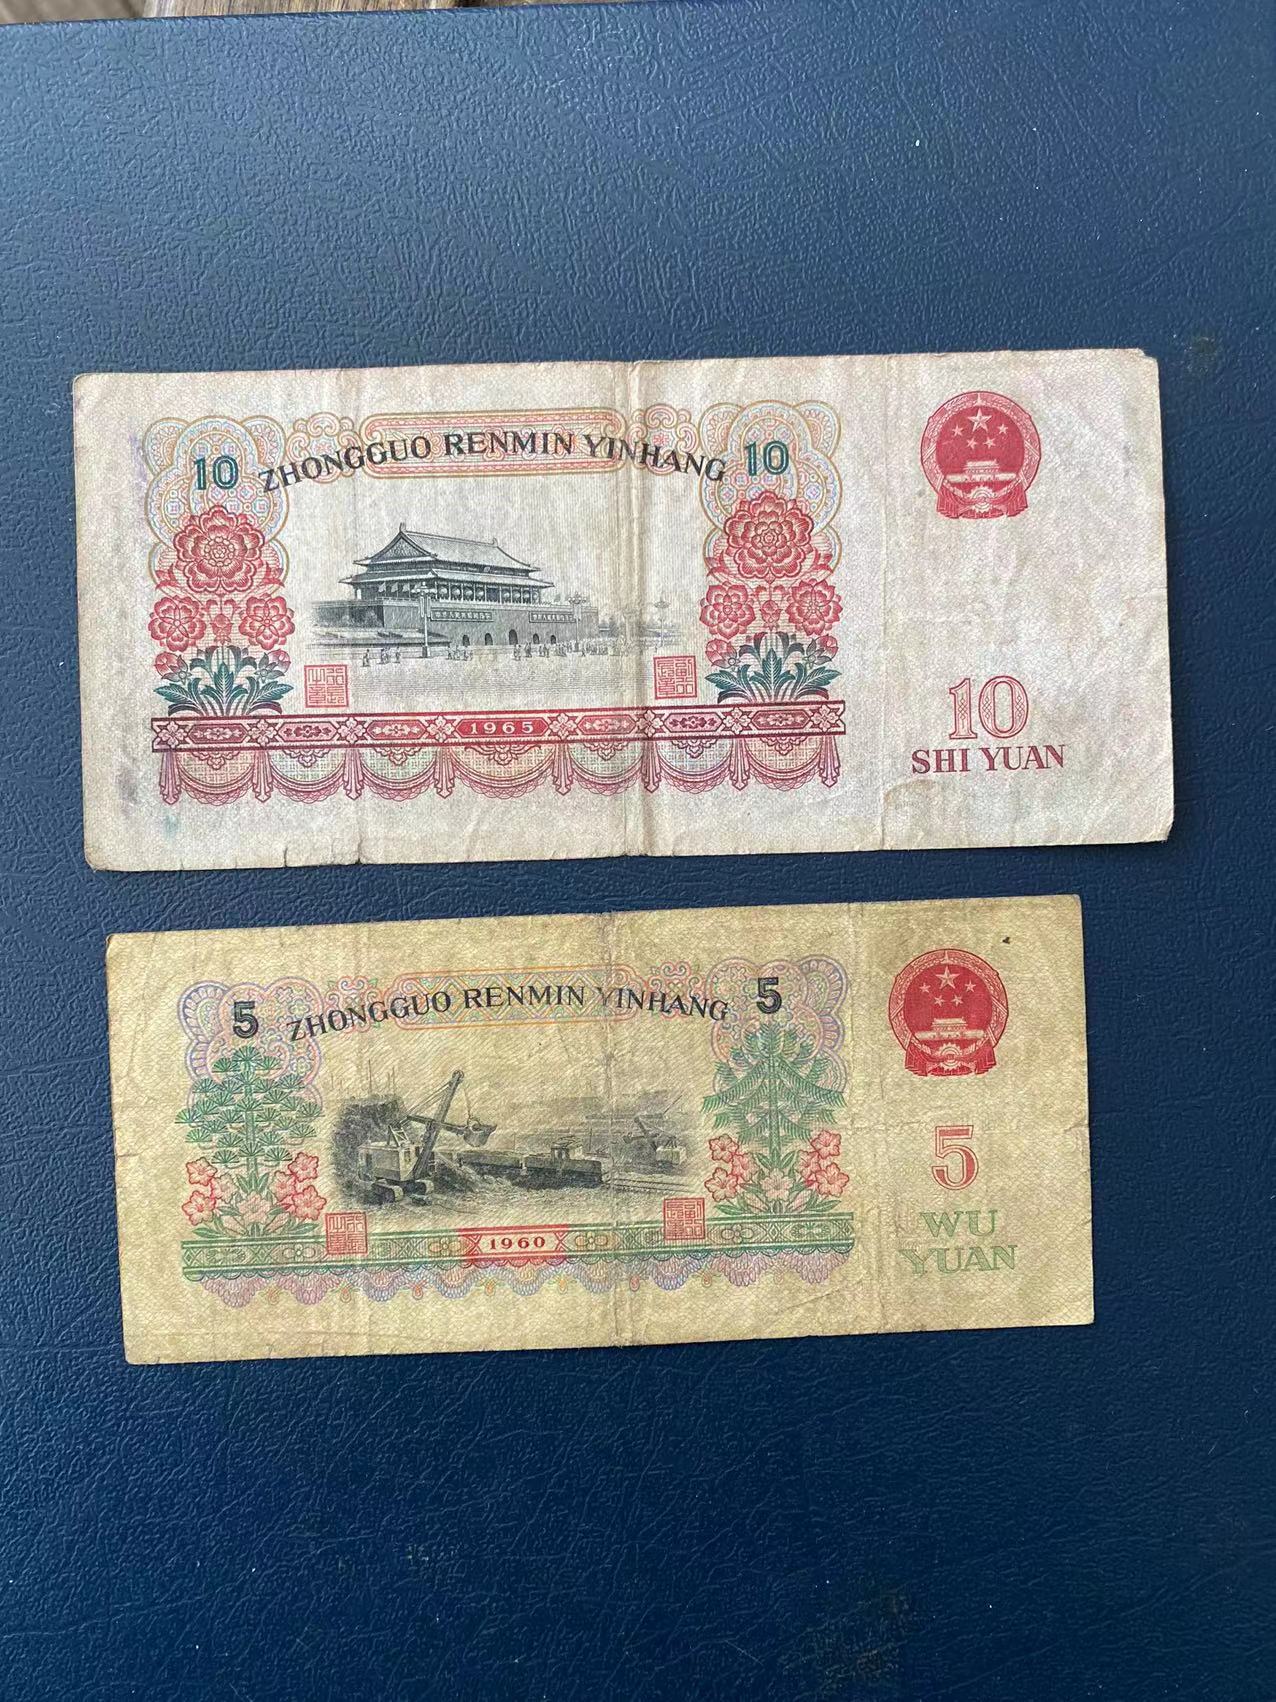 10 ZHONGGUO RENMIN YINHANG 10
1965
10
SHI YUAN
5 ZHONGGUO RENMIN YINHANG 5
1960
5
WU
YUAN